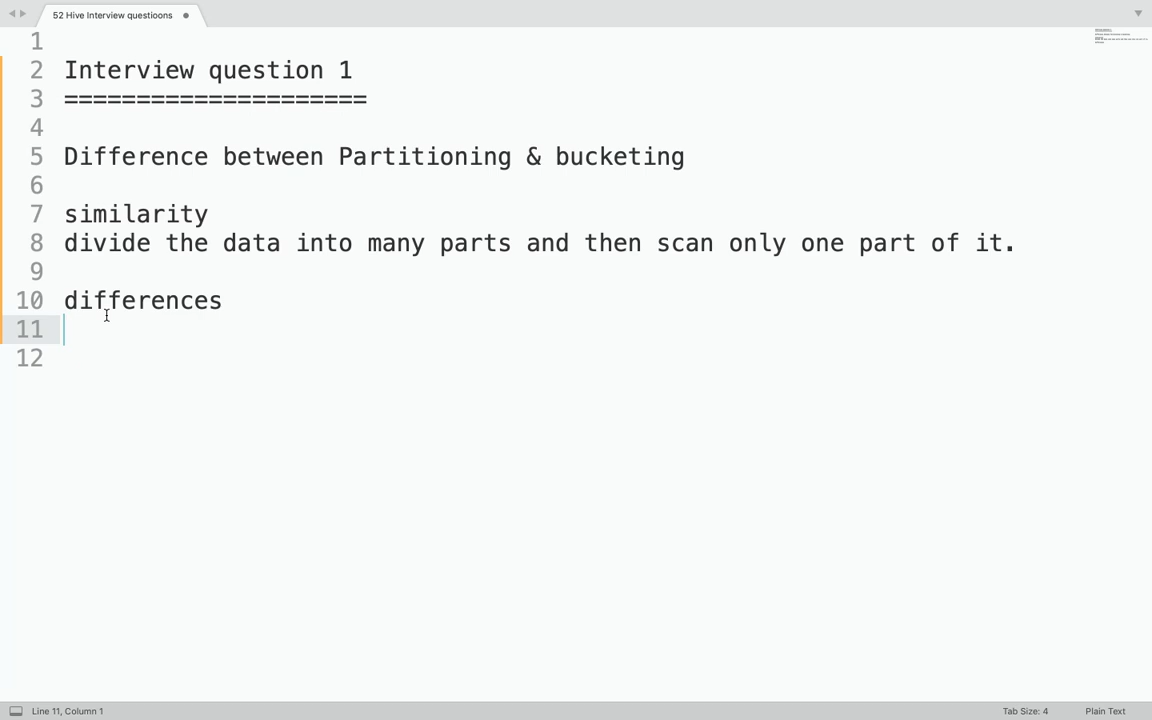 52 Hive Interview questioons
1
2 Interview question 1
3 =====================
4
5 Difference between Partitioning & bucketing
6
7 similarity
8 divide the data into many parts and then scan only one part of it.
9
10 differences
11
12
Line 11, Column 1 Tab Size: 4 Plain Text